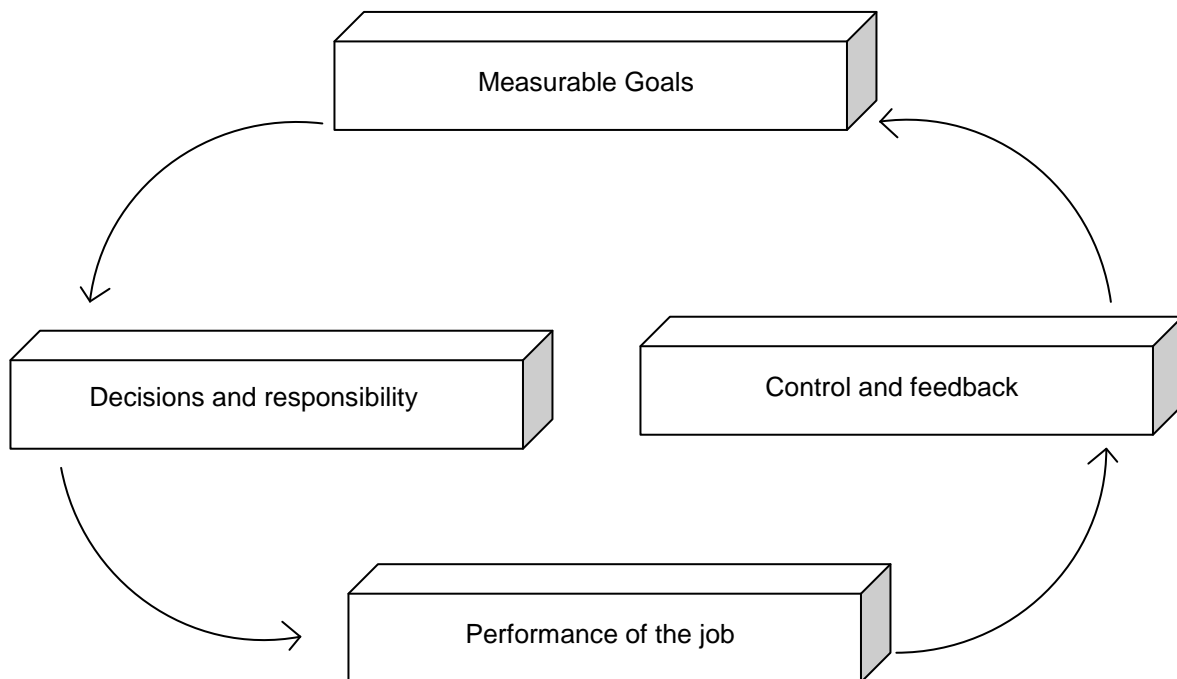 Measurable Goals
Decisions and responsibility
Control and feedback
Performance of the job